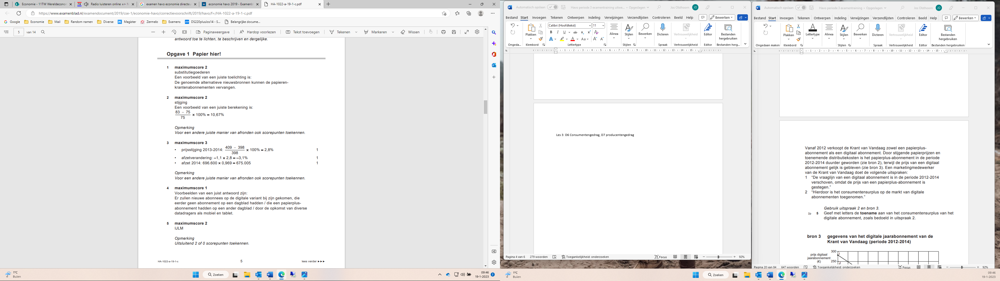 Economie - 11TW Wereldeconom
Radio luisteren online => N
examen havo economie directeu
economie havo 2019 - Examenbl
HA-1022-a-19-1-c.pdf
https://www.examenblad.nl/examendocument/2019/cse-1/economie-havo/correctievoorschrift/2019/havo/f=/HA-1022-a-19-1-c.pdf
Google Economie Mail Random namen Diverse Magister Zermelo Examens DS220plusJos14 - S... Belangrijke docume...
5 van 14 Paginaweergave Hardop voorlezen Tekst toevoegen Tekenen Markeren Wissen
antwoord toe te lichten, te beschrijven en dergelijke.
Opgave 1 Papier hier!
1 maximumscore 2
substitutiegoederen
Een voorbeeld van een juiste toelichting is:
De genoemde alternatieve nieuwsbronnen kunnen de papieren-
krantenabonnementen vervangen.
2 maximumscore 2
stijging
Een voorbeeld van een juiste berekening is:
83 − 75
75
× 100% = 10,67%
Opmerking
Voor een andere juiste manier van afronden ook scorepunten toekennen.
3 maximumscore 3
• prijsstijging 2013-2014: 409 − 398
398
× 100% = 2,8% 1
• afzetverandering: −1,1 × 2,8 = −3,1% 1
• afzet 2014: 696.600 × 0,969 = 675.005 1
Opmerking
Voor een andere juiste manier van afronden ook scorepunten toekennen.
4 maximumscore 1
Voorbeelden van een juist antwoord zijn:
Er zullen nieuwe abonnees op de digitale variant bij zijn gekomen, die
eerder geen abonnement op een dagblad hadden / die een papierplus-
abonnement hadden op een ander dagblad / door de opkomst van diverse
datadragers als mobiel en tablet.
5 maximumscore 2
IJLM
Opmerking
Uitsluitend 2 of 0 scorepunten toekennen.
HA-1022-a-19-1-c 5 lees verder ►►►
1°C
Buien
Zoeken
09:46
19-1-2023
2
Automatisch opslaan Havo periode 3 examentraining uitwe... • Opgeslagen Jos Olsthoorn JO
Bestand Start Invoegen Tekenen Ontwerpen Indeling Verwijzingen Verzendlijsten Controleren Beeld Help Bewerken
Calibri (Hoofdtekst) 11
Plakken
Alinea Stijlen Bewerken Dicteren Vertrouwelijkheid Editor Bestanden
hergebruiken
Ongeda... Klembord Lettertype Stijlen Spraak Vertrouwelijkheid Editor Bestanden herg...
Les 3: D6 Consumentengedrag, D7 producentengedrag
Pagina 4 van 6 279 woorden Toegankelijkheid: onderzoeken Focus 92%
1°C
Buien
Zoeken
Automatisch opslaan Havo periode 3 examentraining • Opgeslagen Jos Olsthoorn JO
Bestand Start Invoegen Tekenen Ontwerpen Indeling Verwijzingen Verzendlijsten Controleren Beeld Help Bewerken
Plakken Lettertype Alinea Stijlen Bewerken Dicteren Vertrouwelijkheid Editor Bestanden
hergebruiken
Ongedaan maken Klembord Stijlen Spraak Vertrouwelijkheid Editor Bestanden hergebruiken
Vanaf 2012 verkoopt de Krant van Vandaag zowel een papierplus-
abonnement als een digitaal abonnement. Door stijgende papierprijzen en
toenemende distributiekosten is het papierplus-abonnement in de periode
2012-2014 duurder geworden (zie bron 2), terwijl de prijs van een digitaal
abonnement gelijk is gebleven (zie bron 3). Een marketingmedewerker
van de Krant van Vandaag doet de volgende uitspraken:
1 “De vraaglijn van een digitaal abonnement is in de periode 2012-2014
verschoven, omdat de prijs van een papierplus-abonnement is
gestegen.”
2 “Hierdoor is het consumentensurplus op de markt van digitale
abonnementen toegenomen.”
Gebruik uitspraak 2 en bron 3.
2p 5 Geef met letters de toename aan van het consumentensurplus van het
digitale abonnement, zoals bedoeld in uitspraak 2.
bron 3 gegevens van het digitale jaarabonnement van de
Krant van Vandaag (periode 2012-2014)
prijs digitaal
jaarabonnement
(€)
300
I
250
J
Pagina 20 van 84 647 woorden Toegankelijkheid: onderzoeken Focus 92%
09:46
19-1-2023